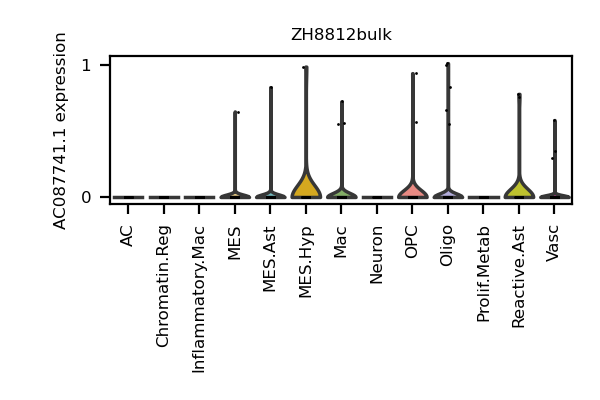 ZH8812bulk
AC087741.1 expression
1
0
AC
Chromatin.Reg
Inflammatory.Mac
MES
MES.Ast
MES.Hyp
Mac
Neuron
OPC
Oligo
Prolif.Metab
Reactive.Ast
Vasc